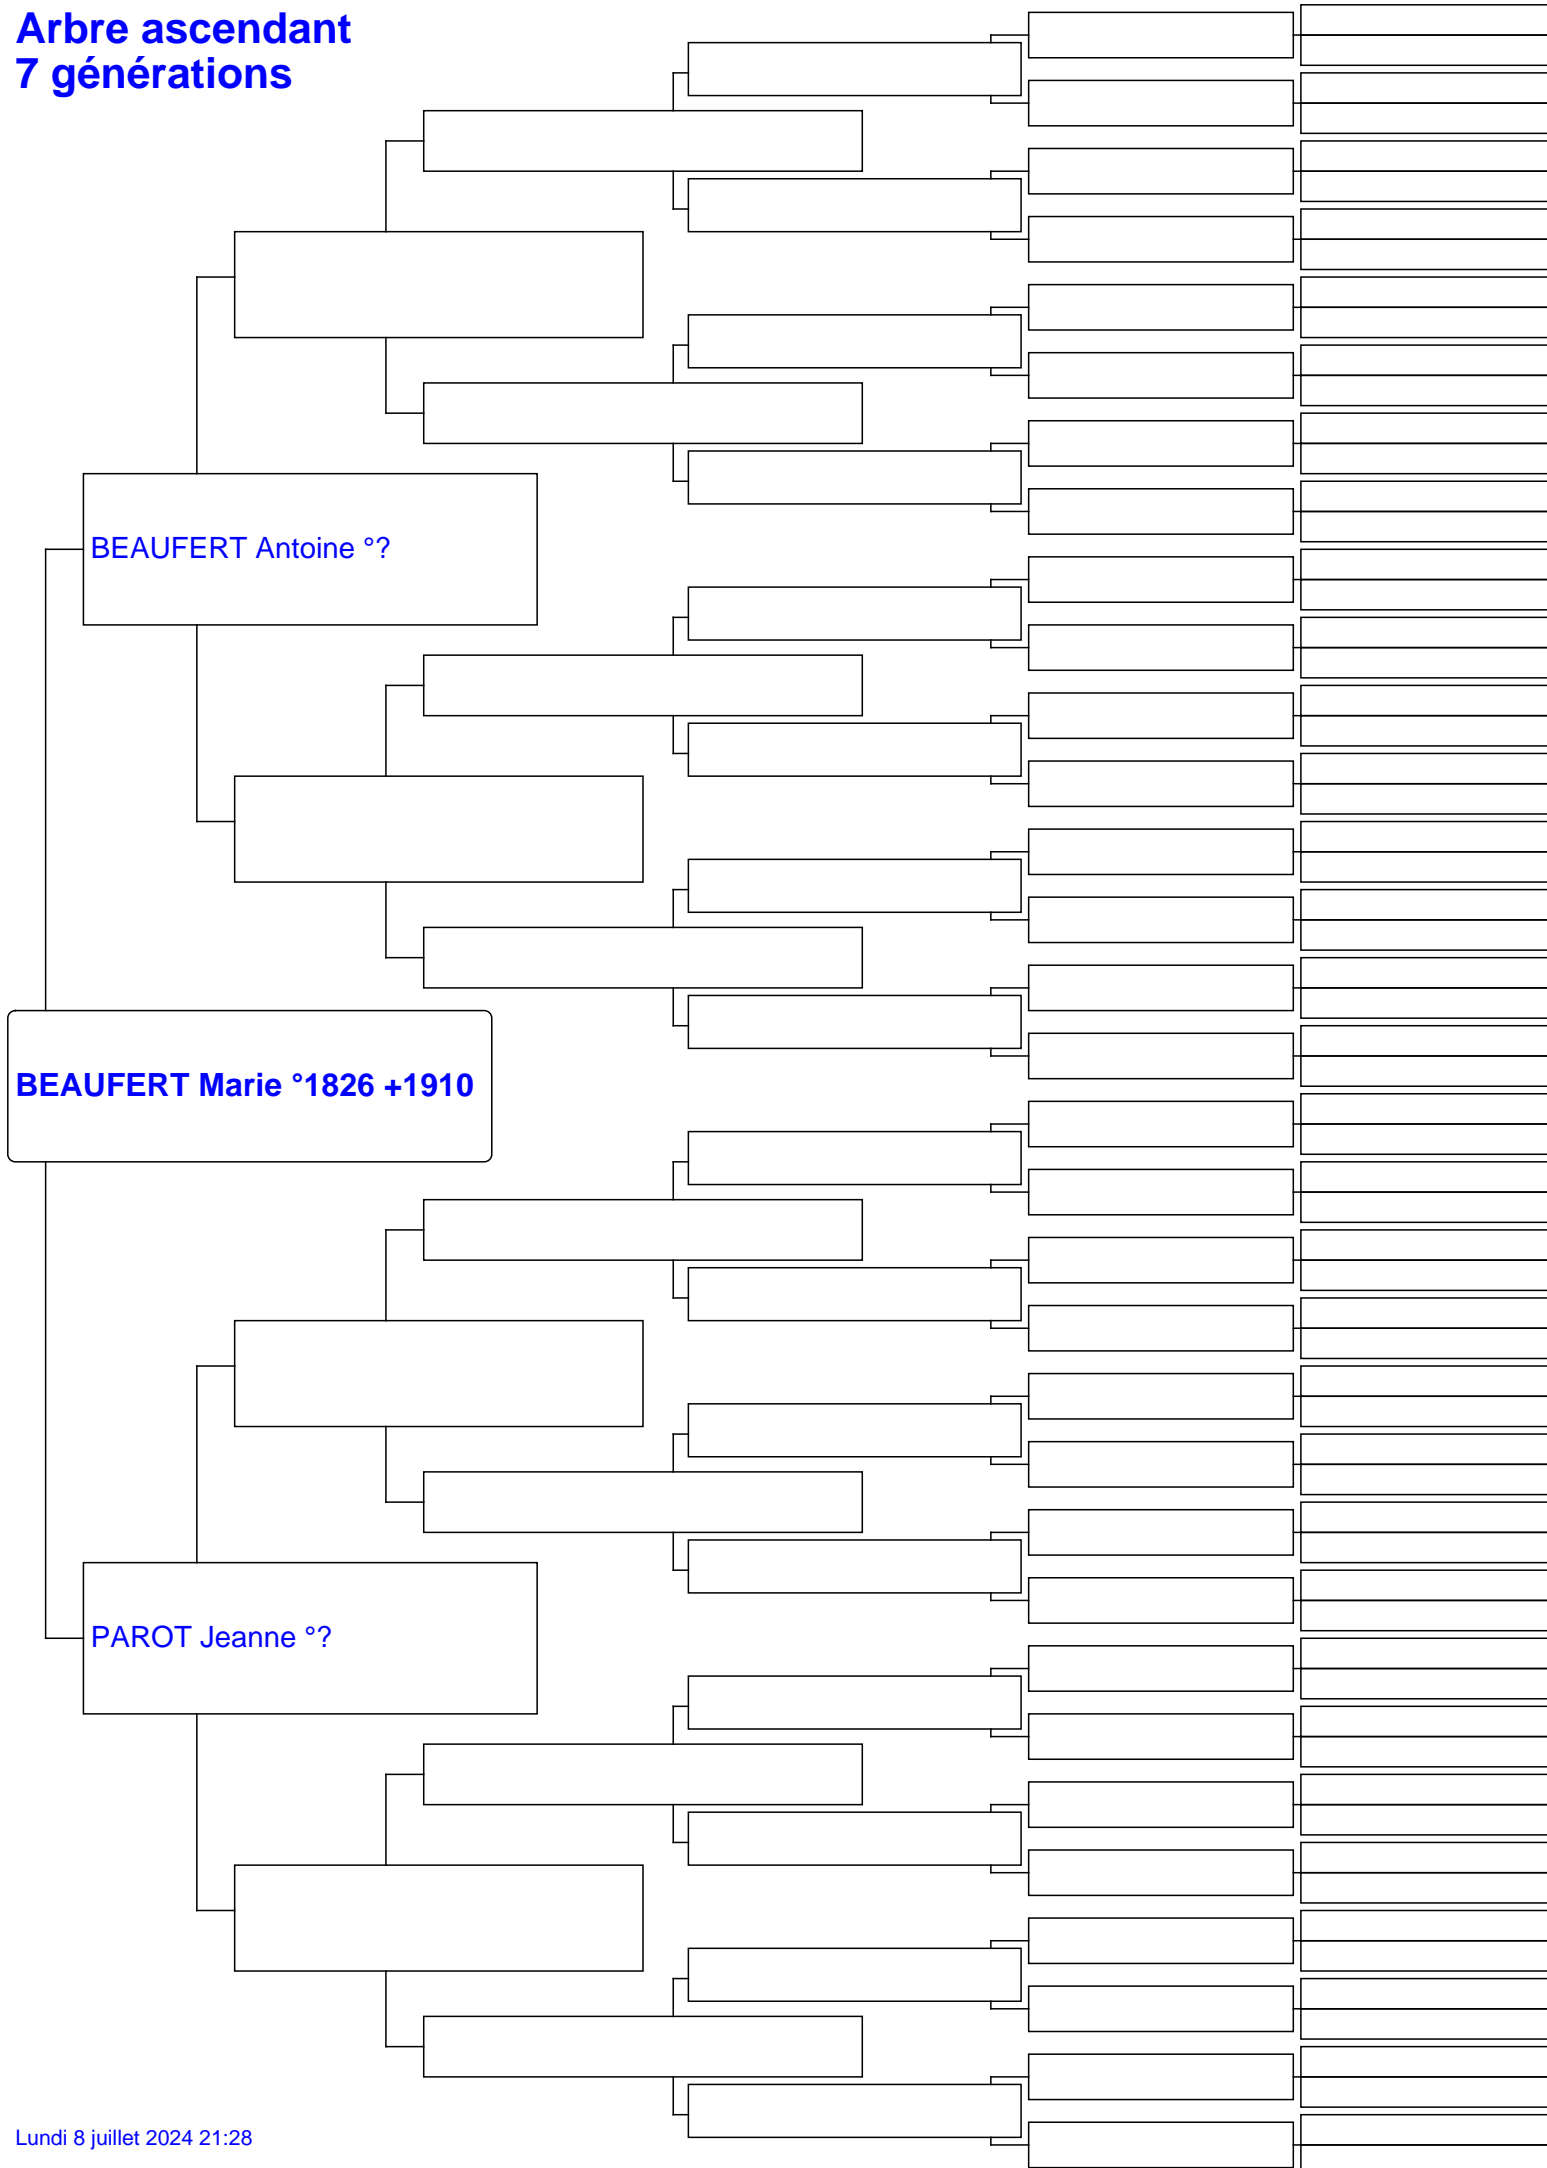 Arbre ascendant
7 générations
BEAUFERT Antoine °?
BEAUFERT Marie °1826 +1910
PAROT Jeanne °?
Lundi 8 juillet 2024 21:28